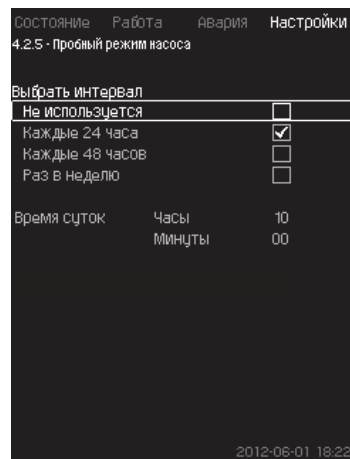 Состояние Работа Авария Настройки
4.2.5 - Пробный режим насоса
Выбрать интервал
Не используется
Каждые 24 часа
Каждые 48 часов
Раз в неделю
Время суток Часы 10
Минуты 00
2012-06-01 18:22